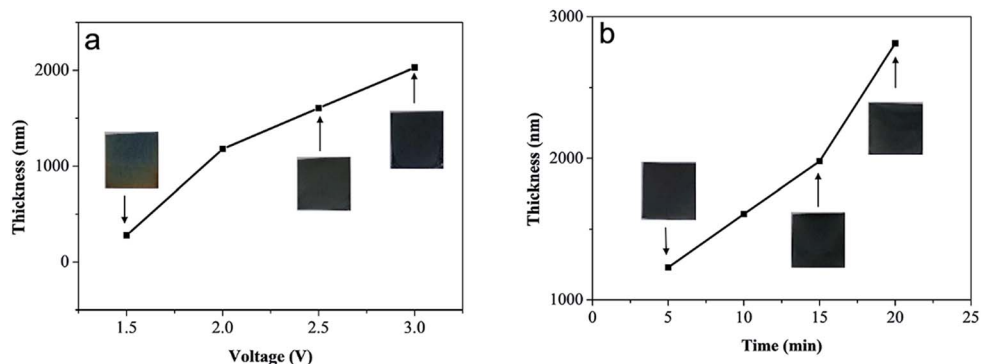 a
2000
1000
0
Thickness (nm)
1.5 2.0 2.5 3.0
Voltage (V)
b
3000
2000
1000
Thickness (nm)
0 5 10 15 20 25
Time (min)